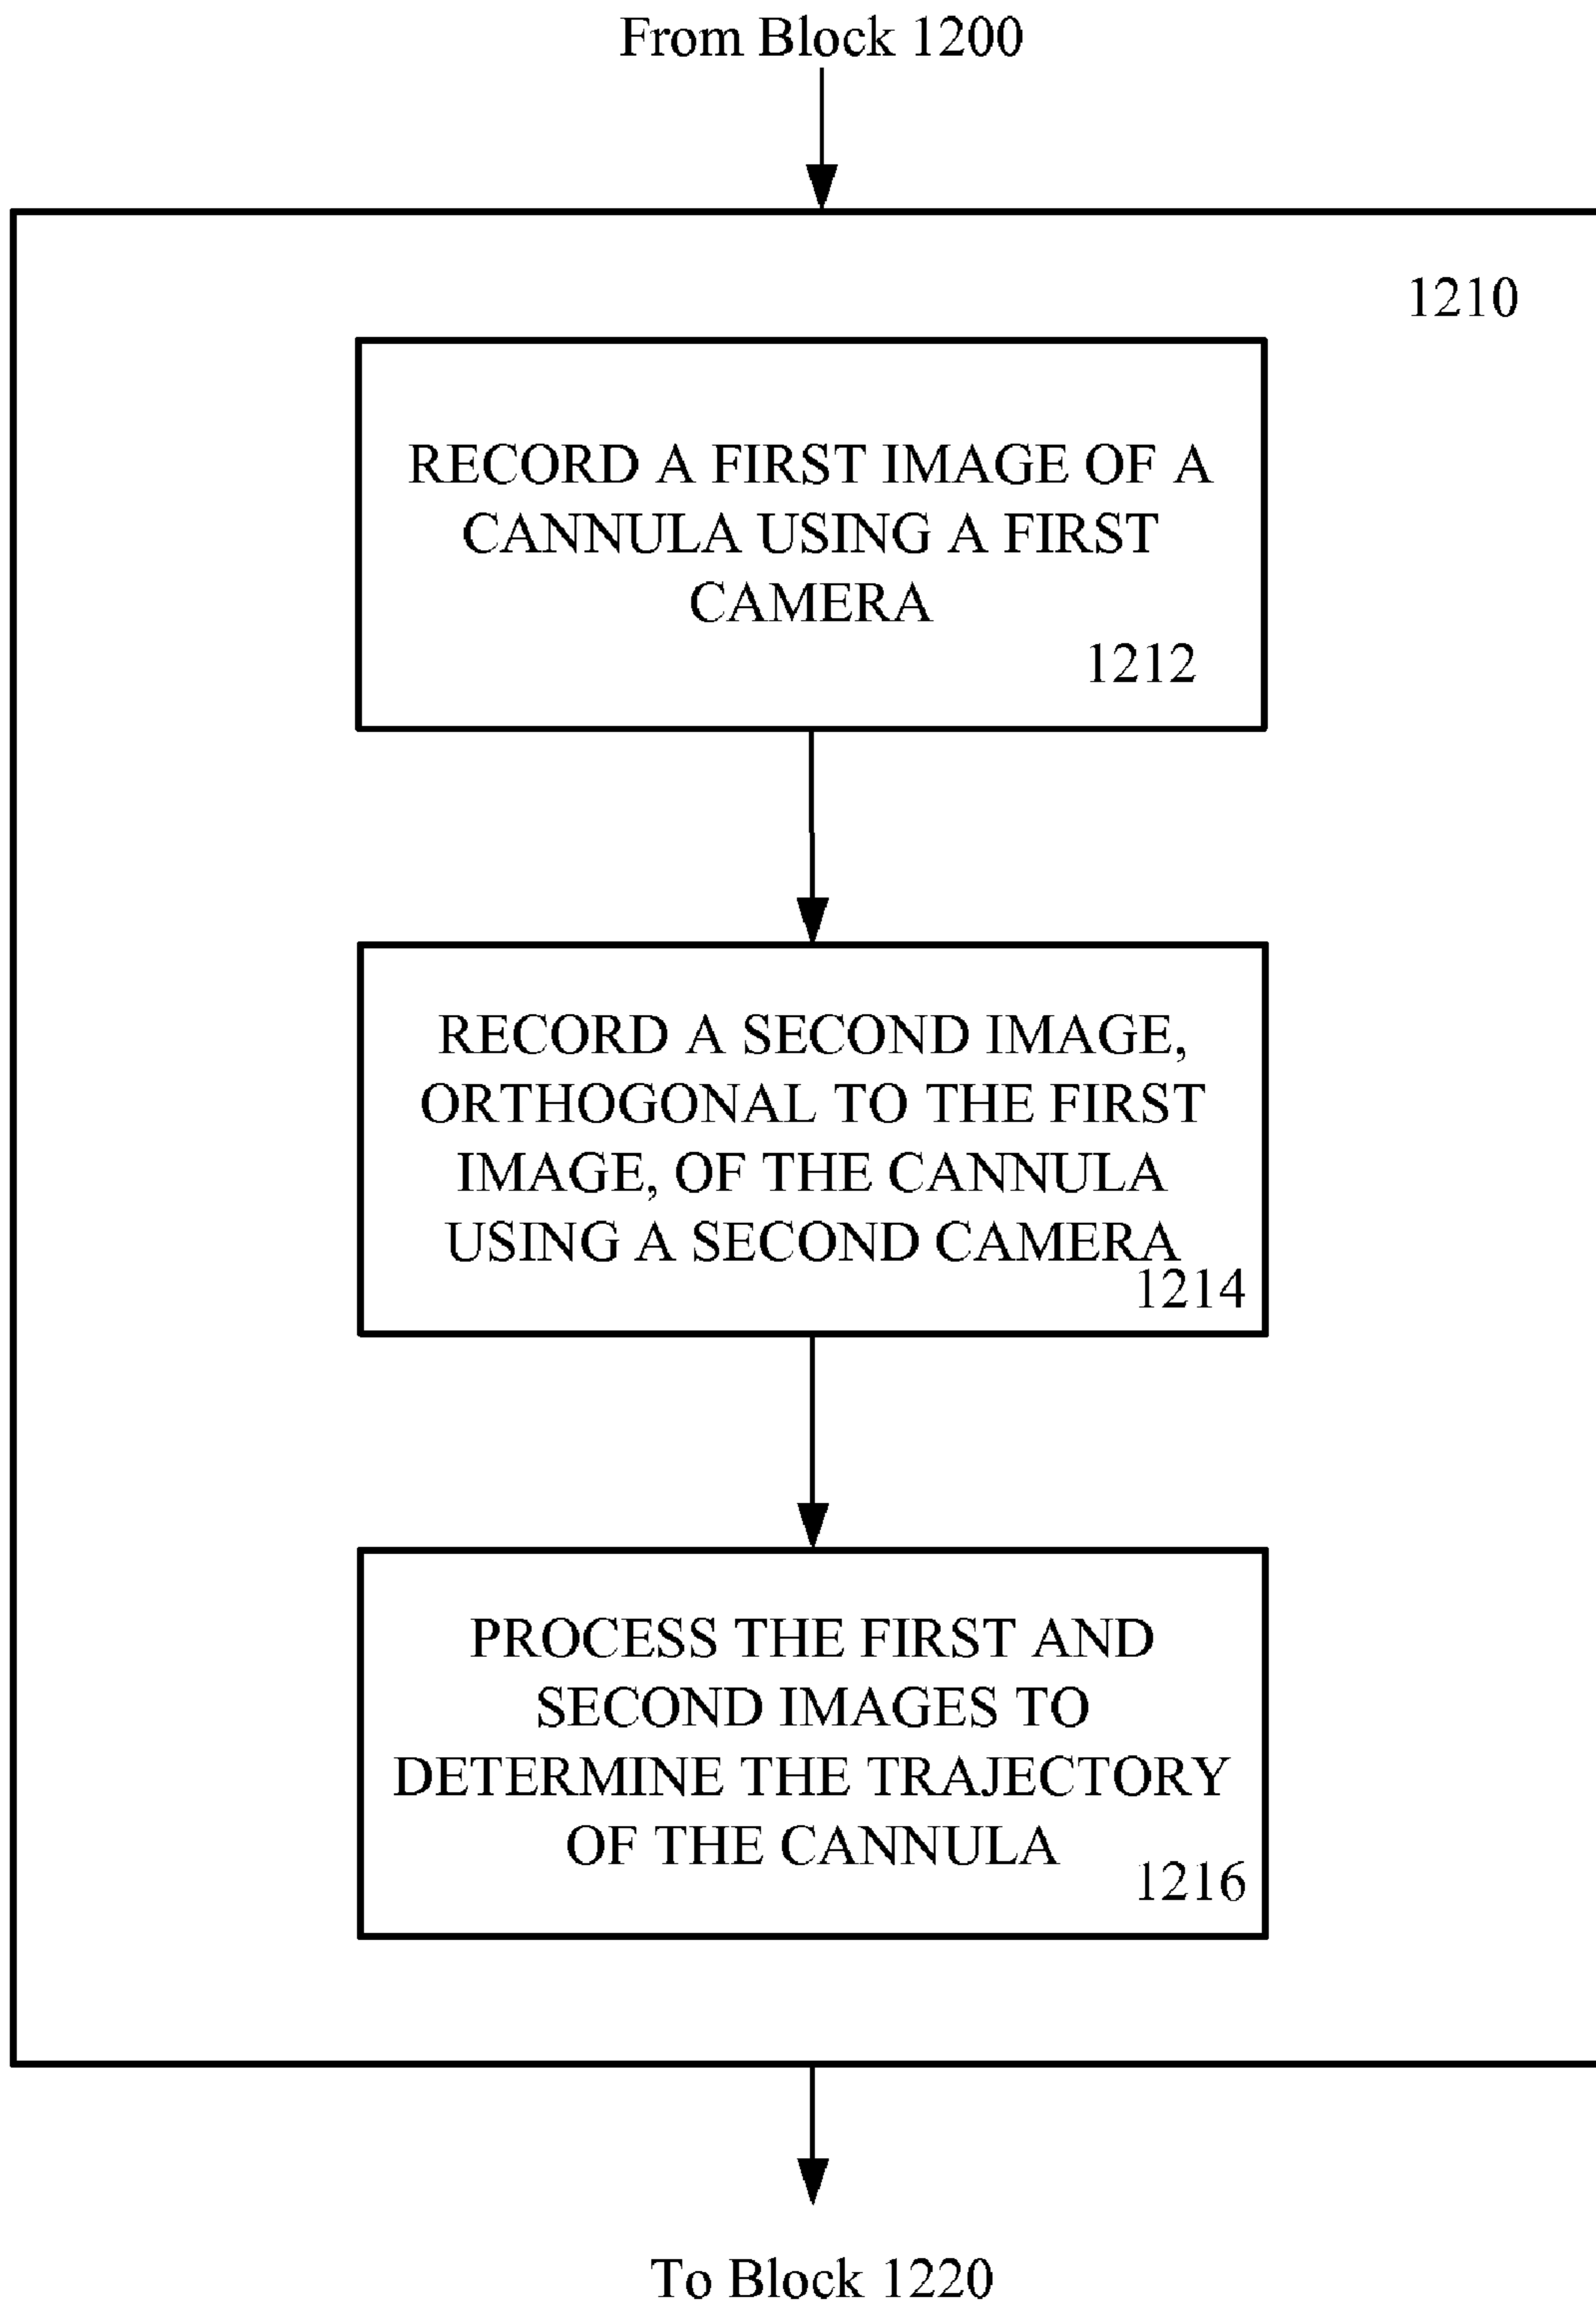 From Block 1200
1210
RECORD A FIRST IMAGE OF A
CANNULA USING A FIRST
CAMERA
1212
RECORD A SECOND IMAGE,
ORTHOGONAL TO THE FIRST
IMAGE, OF THE CANNULA
USING A SECOND CAMERA
1214
PROCESS THE FIRST AND
SECOND IMAGES TO
DETERMINE THE TRAJECTORY
OF THE CANNULA
1216
To Block 1220